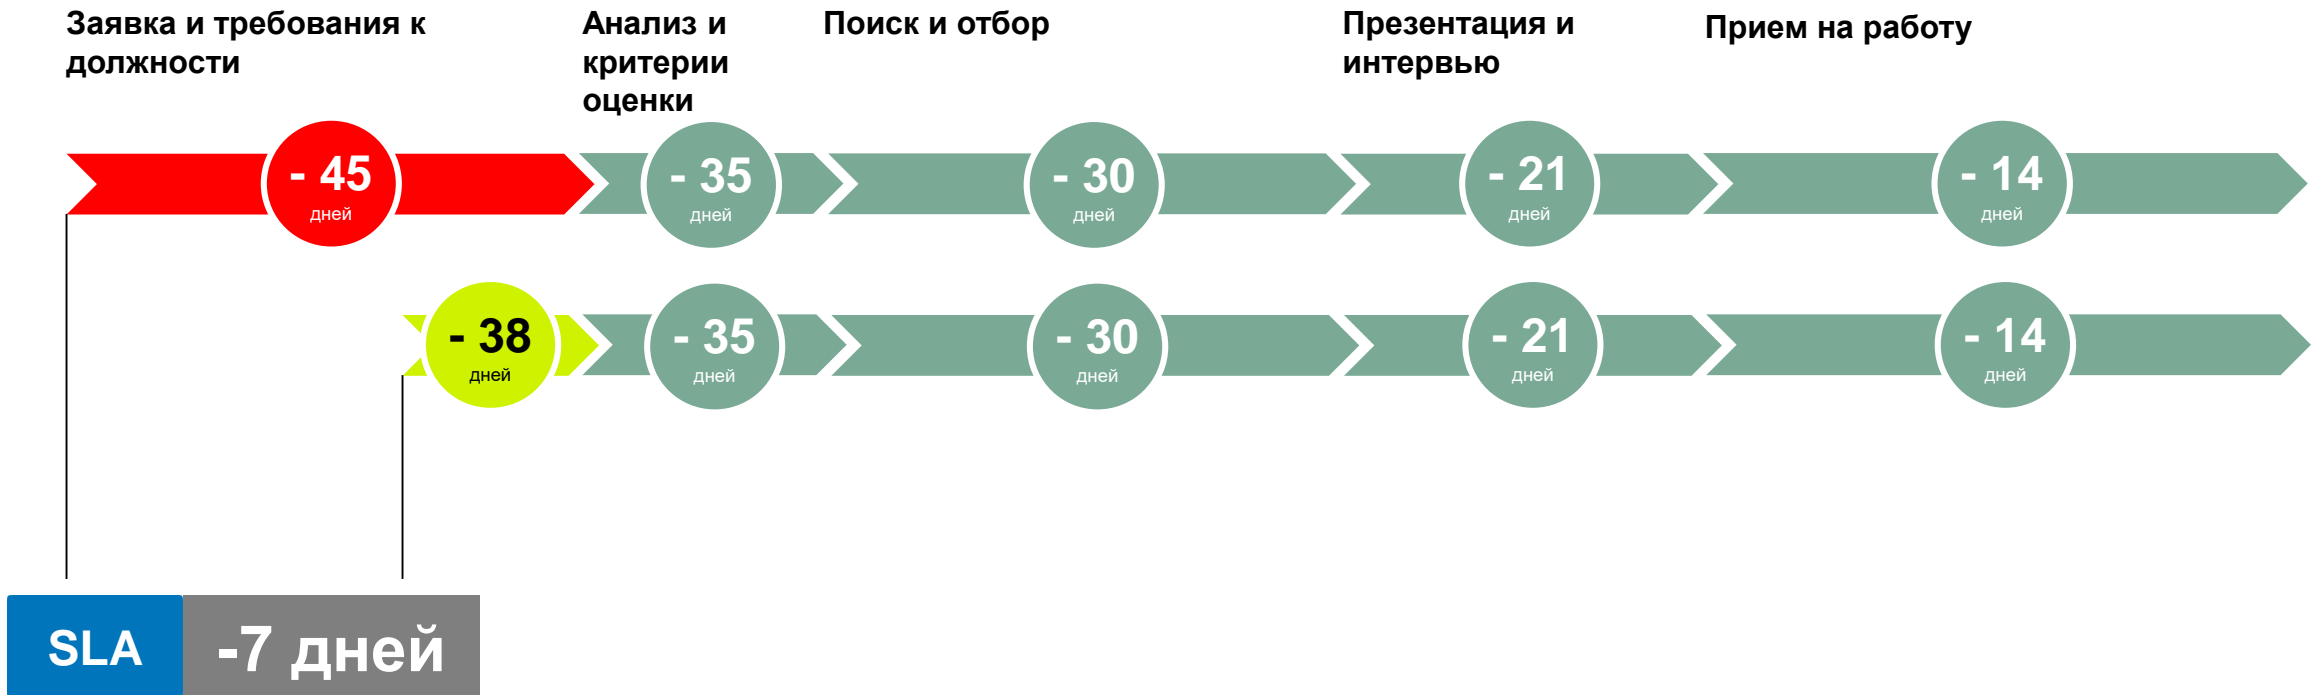 Заявка и требования к
должности
Анализ и
критерии
оценки
Поиск и отбор
Презентация и
интервью
Прием на работу
- 45
дней
- 35
дней
- 30
дней
- 21
дней
- 14
дней
- 38
дней
- 35
дней
- 30
дней
- 21
дней
- 14
дней
SLA
-7 дней